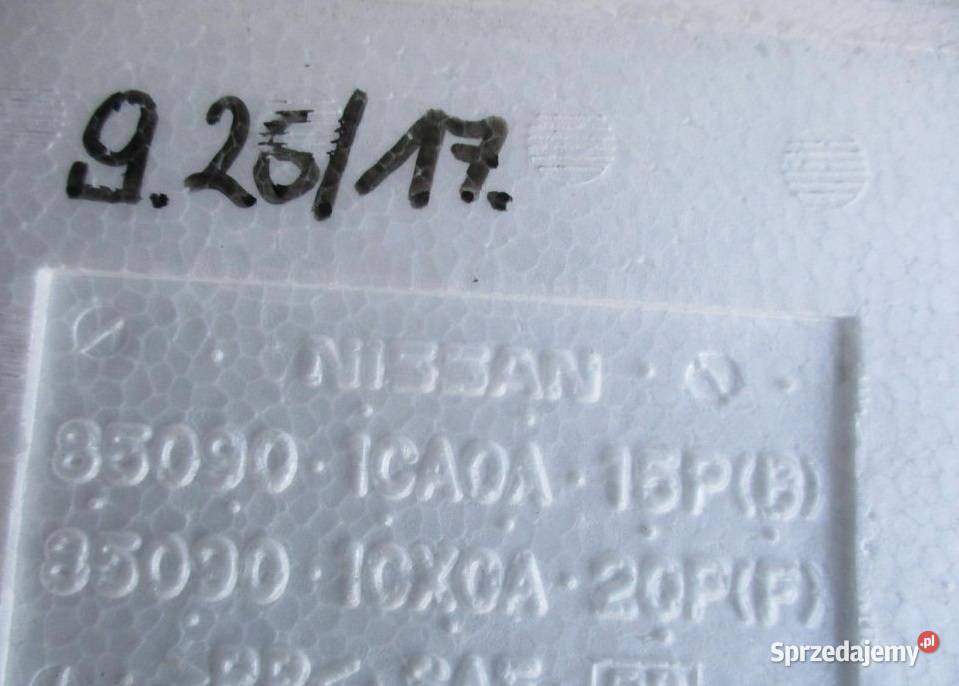 9.26/17.
NISSAN
85090·1CA0A·15P(B)
85090·1CX0A·20P(F)
Sprzedajemy.pl